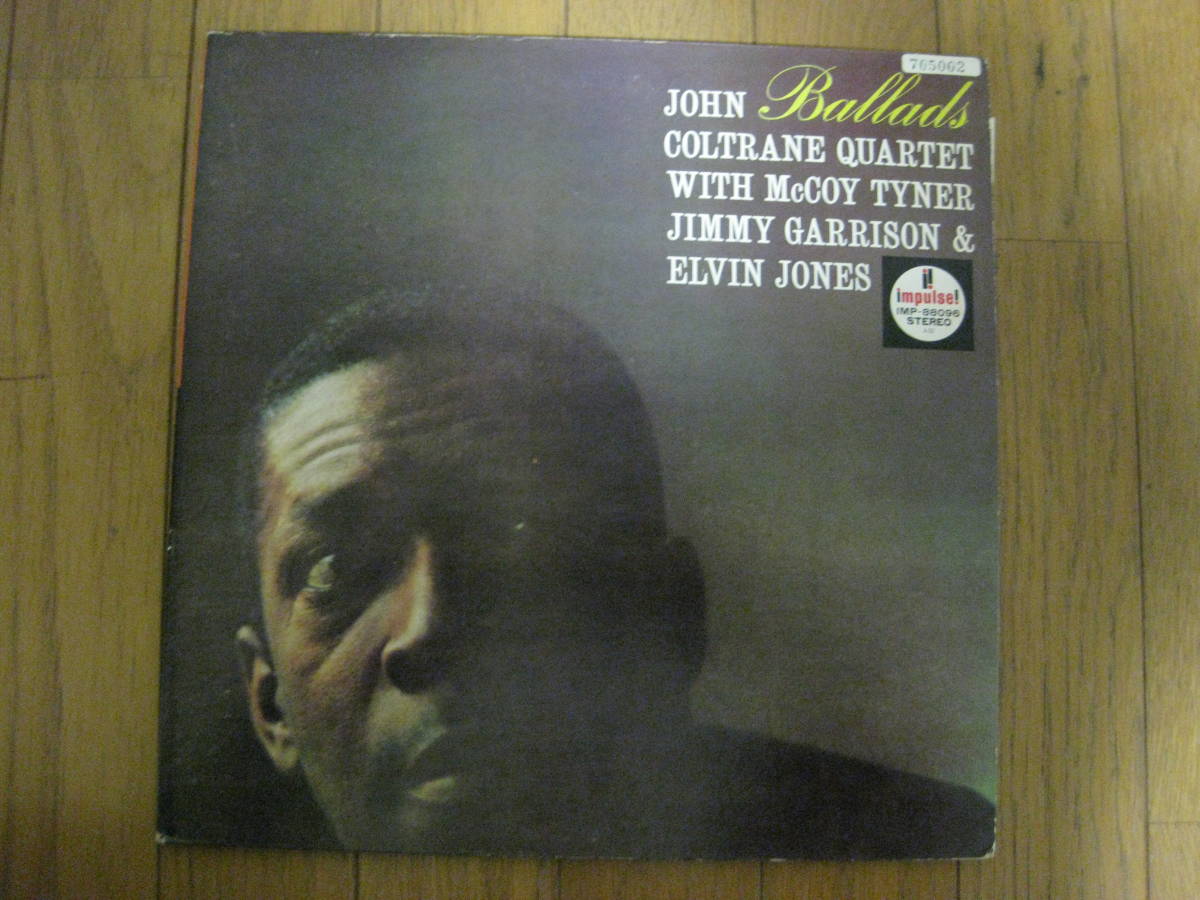 705002
JOHN Ballads
COLTRANE QUARTET
WITH McCOY TYNER
JIMMY GARRISON &
ELVIN JONES
i!
impulse!
IMP-88096
STEREO